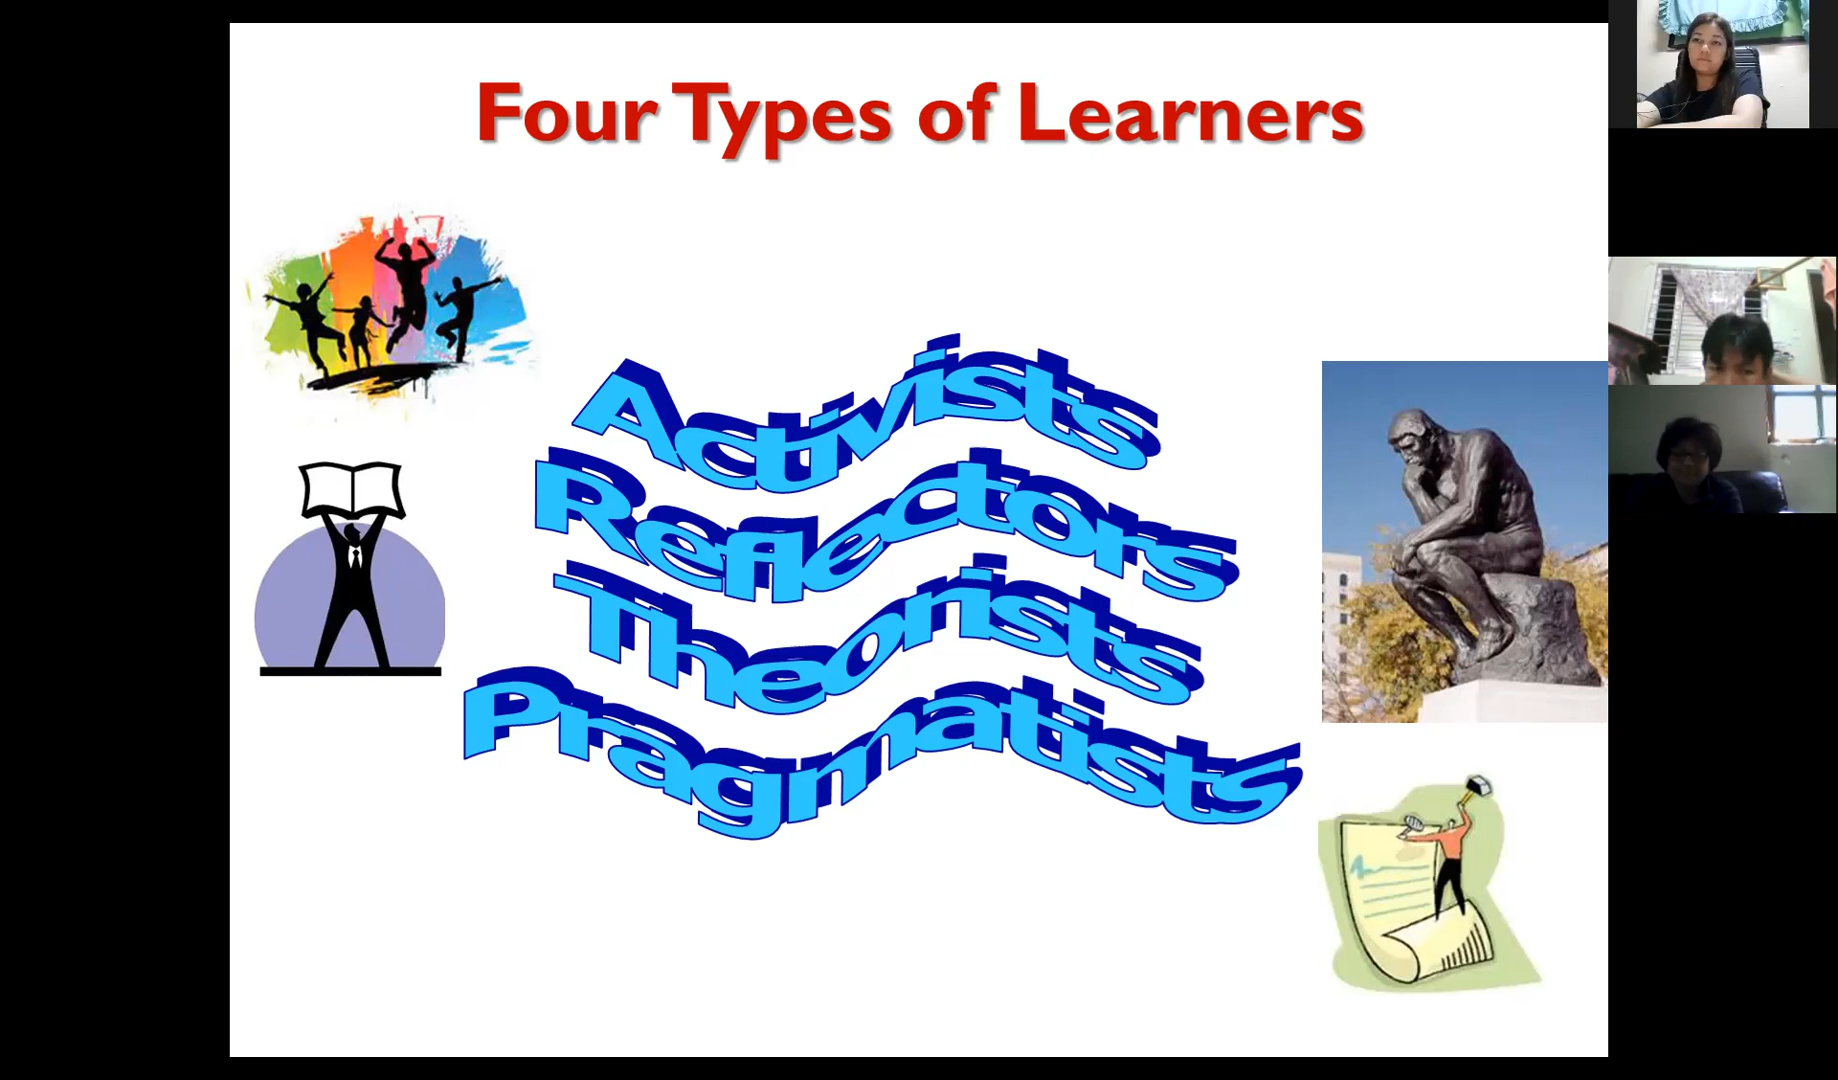 Four Types of Learners
Activists
Reflectors
Theorists
Pragmatists